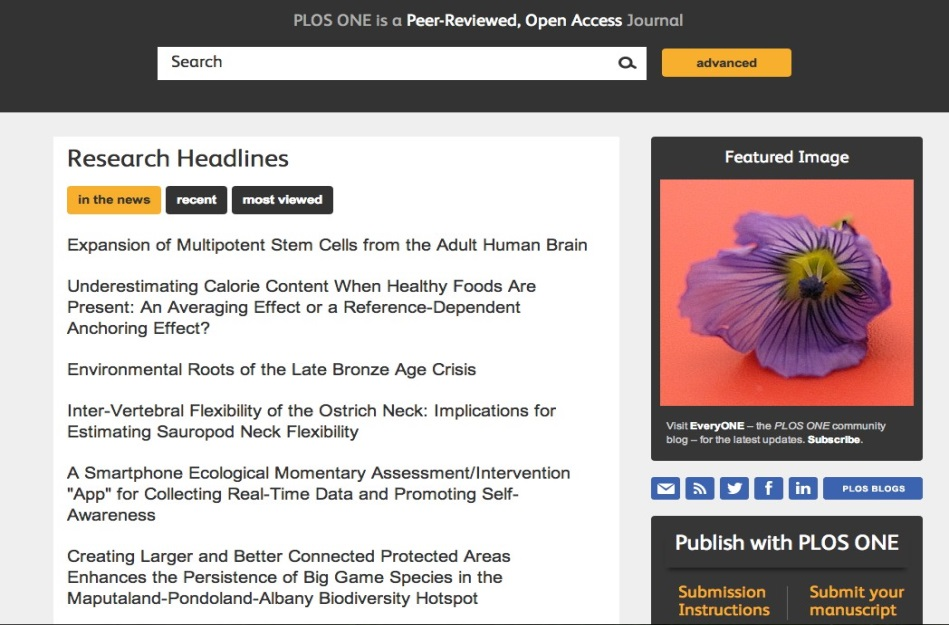 PLOS ONE is a Peer-Reviewed, Open Access Journal
Search
advanced
Research Headlines
in the news
recent
most viewed
Expansion of Multipotent Stem Cells from the Adult Human Brain
Underestimating Calorie Content When Healthy Foods Are
Present: An Averaging Effect or a Reference-Dependent
Anchoring Effect?
Environmental Roots of the Late Bronze Age Crisis
Inter-Vertebral Flexibility of the Ostrich Neck: Implications for
Estimating Sauropod Neck Flexibility
A Smartphone Ecological Momentary Assessment/Intervention
"App" for Collecting Real-Time Data and Promoting Self-
Awareness
Creating Larger and Better Connected Protected Areas
Enhances the Persistence of Big Game Species in the
Maputaland-Pondoland-Albany Biodiversity Hotspot
Featured Image
Visit EveryONE – the PLOS ONE community
blog – for the latest updates. Subscribe.
f
in
PLOS BLOGS
Publish with PLOS ONE
Submission
Instructions
Submit your
manuscript